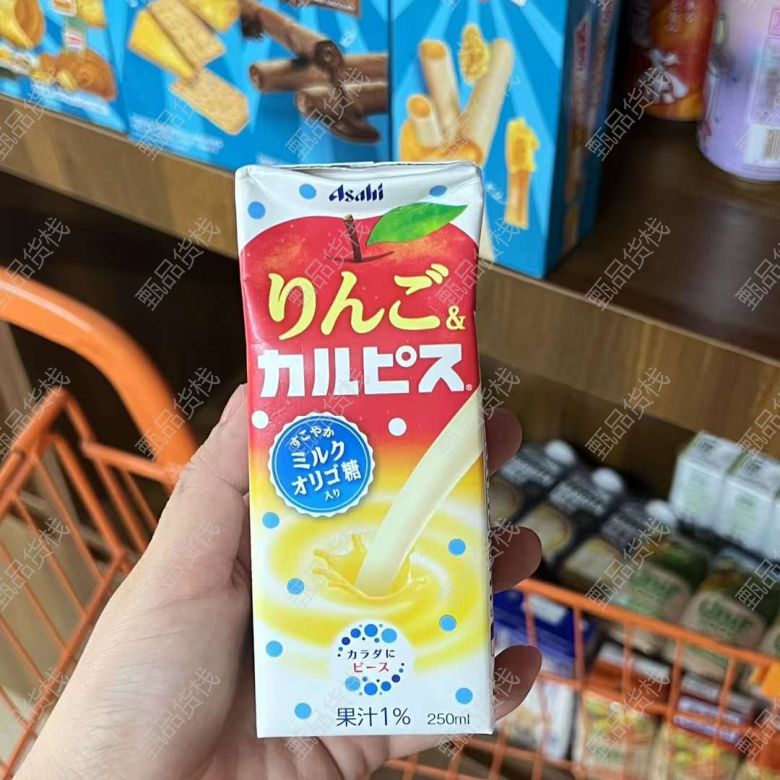 Asahi
りんご&
カルピス®
すこやか
ミルク
オリゴ糖
入り
カラダに
ピース
果汁1% 250ml
甄品货栈